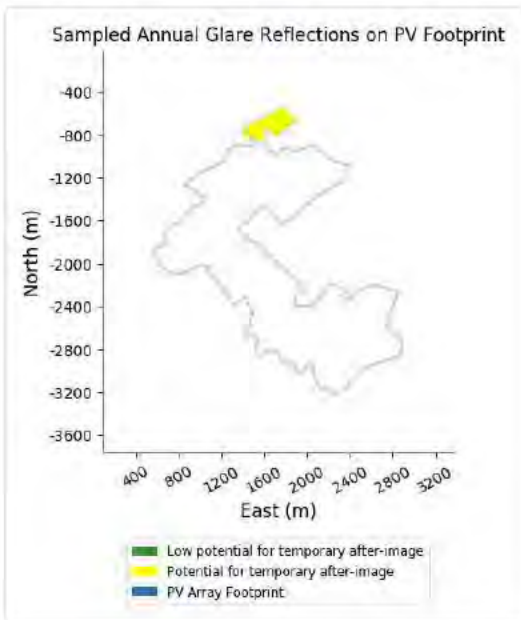 Sampled Annual Glare Reflections on PV Footprint
-400
-800
-1200
-1600
-2000
-2400
-2800
-3200
-3600
North (m)
400 800 1200 1600 2000 2400 2800 3200
East (m)
Low potential for temporary after-image
Potential for temporary after-image
PV Array Footprint